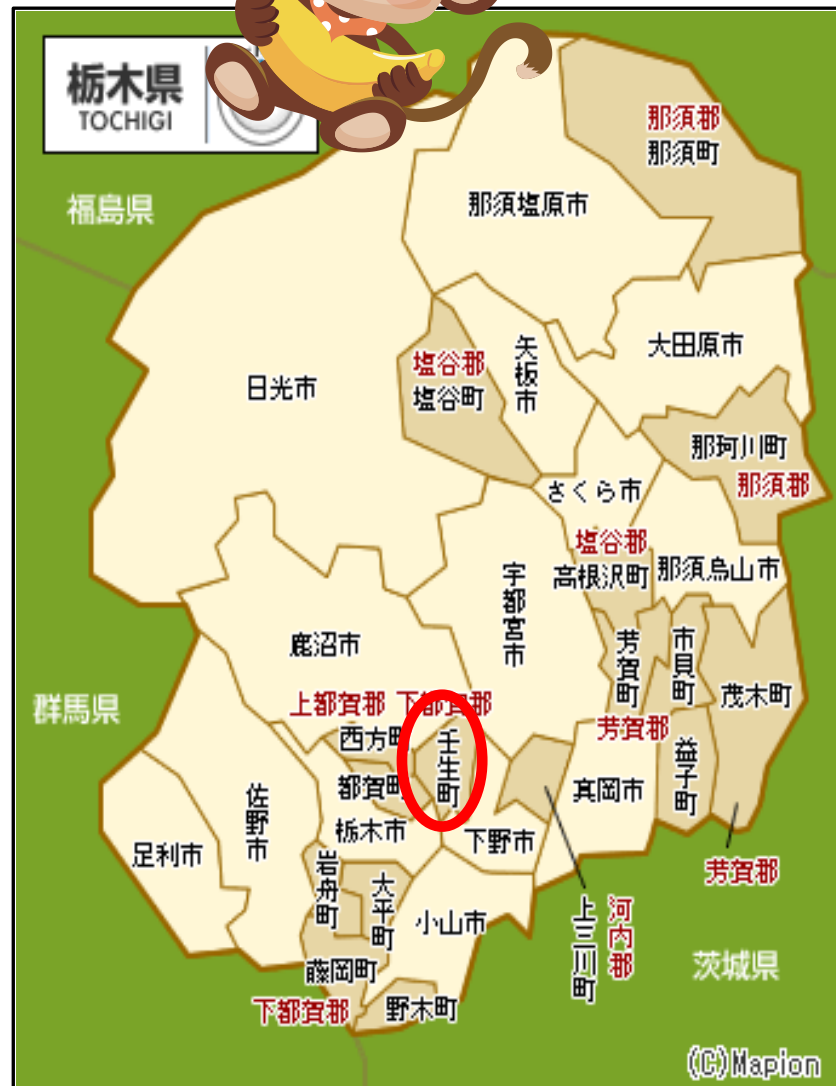 栃木県
TOCHIGI
福島県
那須郡
那須町
那須塩原市
大田原市
矢板市
塩谷郡
塩谷町
日光市
那珂川町
那須郡
さくら市
塩谷郡
高根沢町
那須烏山市
宇都宮市
鹿沼市
芳賀町
市貝町
茂木町
群馬県
上都賀郡
下都賀郡
西方町
壬生町
芳賀郡
都賀町
真岡市
益子町
佐野市
栃木市
下野市
足利市
芳賀郡
岩舟町
大平町
小山市
上三川町
河内郡
茨城県
藤岡町
下都賀郡
野木町
(C)Mapion